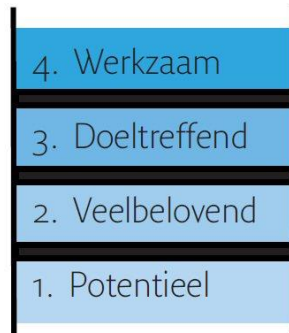 4. Werkzaam
3. Doeltreffend
2. Veelbelovend
1. Potentieel